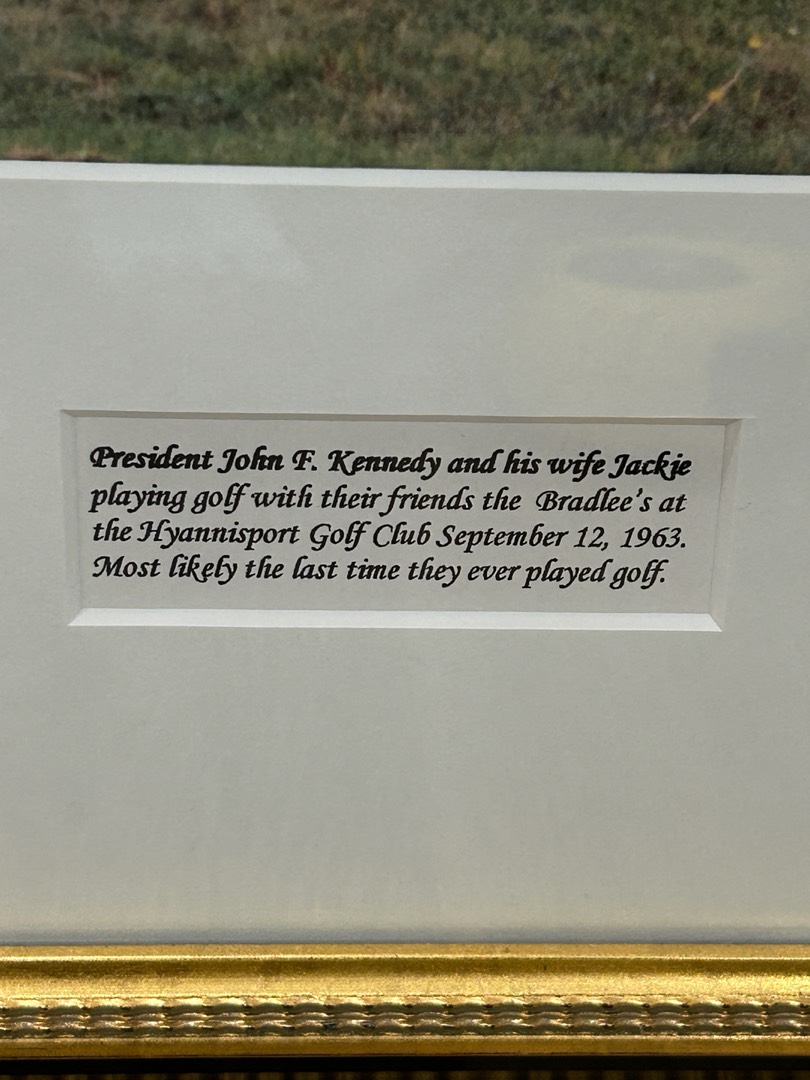 President John F. Kennedy and his wife Jackie
playing golf with their friends the Bradlee's at
the Hyannisport Golf Club September 12, 1963.
Most likely the last time they ever played golf.